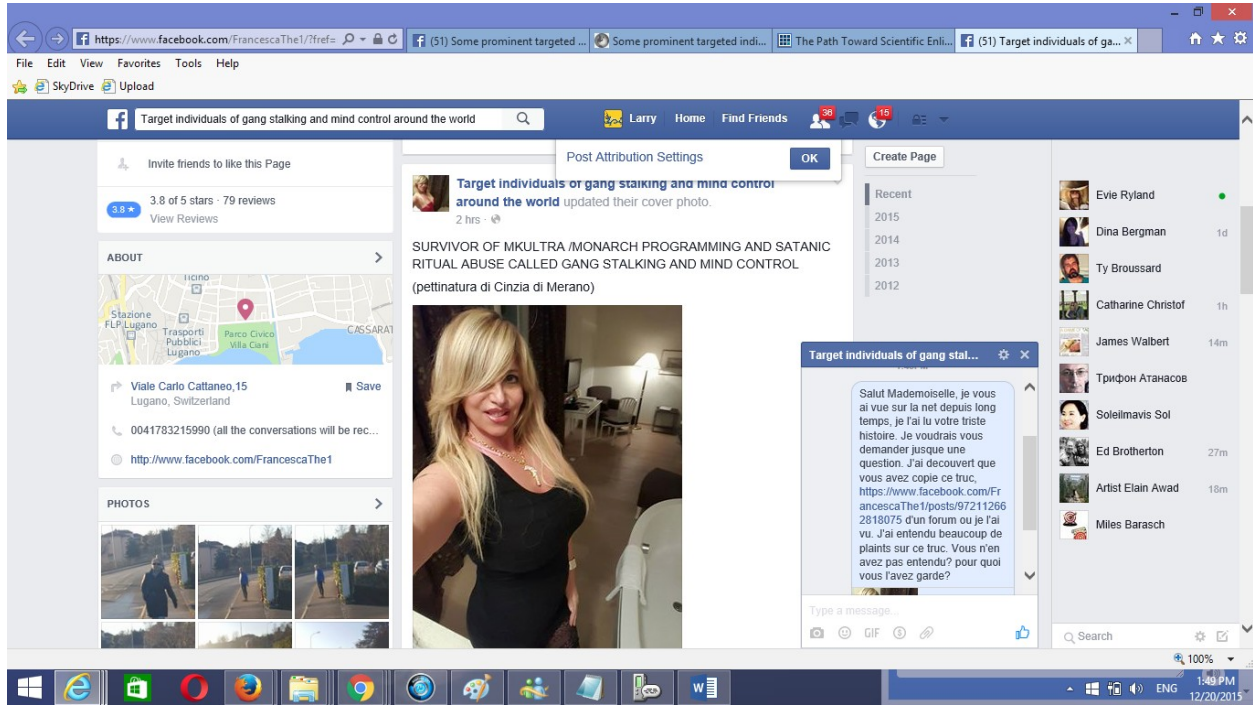 https://www.facebook.com/FrancescaThe1/?fref=
(51) Some prominent targeted ...
Some prominent targeted indi...
The Path Toward Scientific Enli...
(51) Target individuals of ga...
File Edit View Favorites Tools Help
SkyDrive Upload
Target individuals of gang stalking and mind control around the world
Larry Home Find Friends
36
15
Invite friends to like this Page
3.8 ★
3.8 of 5 stars · 79 reviews
View Reviews
ABOUT
Ticino
Stazione
FLP Lugano
Trasporti
Pubblici
Lugano
Parco Civico
Villa Ciani
CASSARAT
Viale Carlo Cattaneo,15
Lugano, Switzerland
Save
0041783215990 (all the conversations will be rec...
http://www.facebook.com/FrancescaThe1
PHOTOS
Post Attribution Settings
OK
Target individuals of gang stalking and mind control
around the world updated their cover photo.
2 hrs ·
SURVIVOR OF MKULTRA /MONARCH PROGRAMMING AND SATANIC
RITUAL ABUSE CALLED GANG STALKING AND MIND CONTROL
(pettinatura di Cinzia di Merano)
Create Page
Recent
2015
2014
2013
2012
Target individuals of gang stal...
Salut Mademoiselle, je vous
ai vue sur la net depuis long
temps, je l'ai lu votre triste
histoire. Je voudrais vous
demander jusque une
question. J'ai decouvert que
vous avez copie ce truc,
https://www.facebook.com/Fr
ancescaThe1/posts/97211266
2818075 d'un forum ou je l'ai
vu. J'ai entendu beaucoup de
plaints sur ce truc. Vous n'en
avez pas entendu? pour quoi
vous l'avez garde?
Type a message...
GIF
Evie Ryland
Dina Bergman 1d
Ty Broussard
Catharine Christof 1h
James Walbert 14m
Трифон Атанасов
Soleilmavis Sol
Ed Brotherton 27m
Artist Elain Awad 18m
Miles Barasch
Search
100%
ENG
1:49 PM
12/20/2015